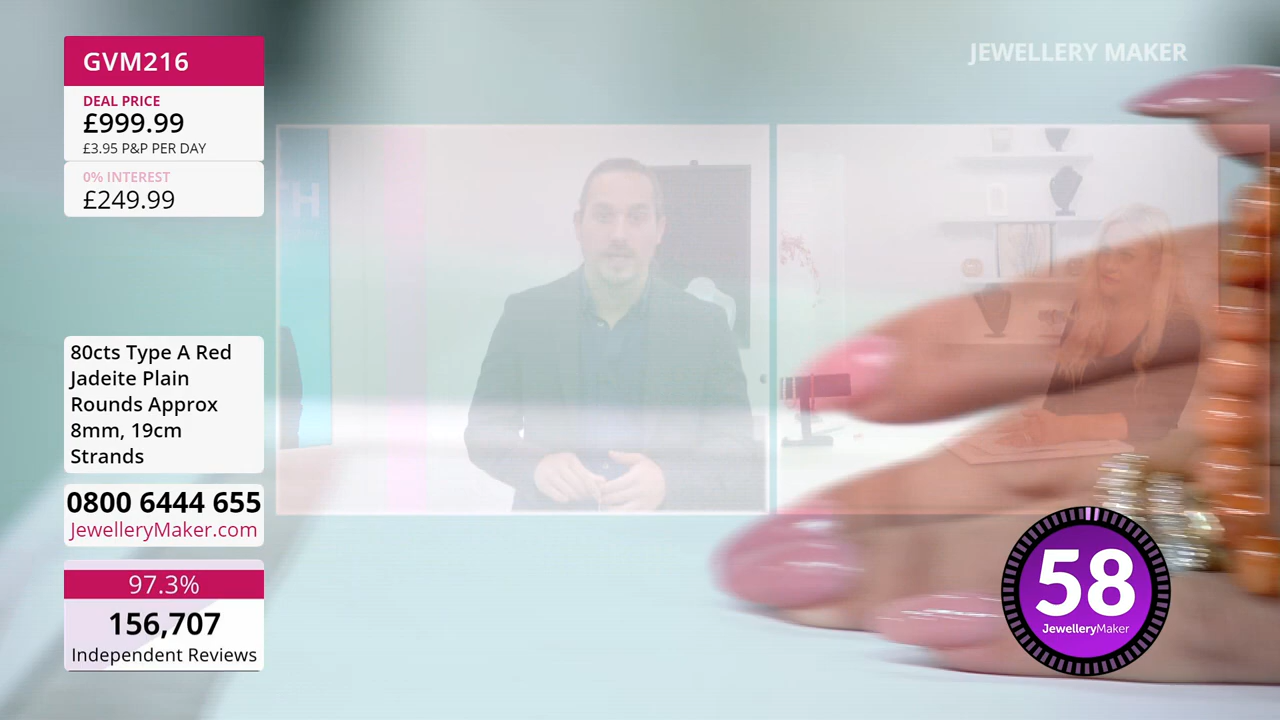 GVM216
DEAL PRICE
£999.99
£3.95 P&P PER DAY
0% INTEREST
£249.99
80cts Type A Red
Jadeite Plain
Rounds Approx
8mm, 19cm
Strands
0800 6444 655
JewelleryMaker.com
97.3%
156,707
Independent Reviews
JEWELLERY MAKER
TH
58
JewelleryMaker